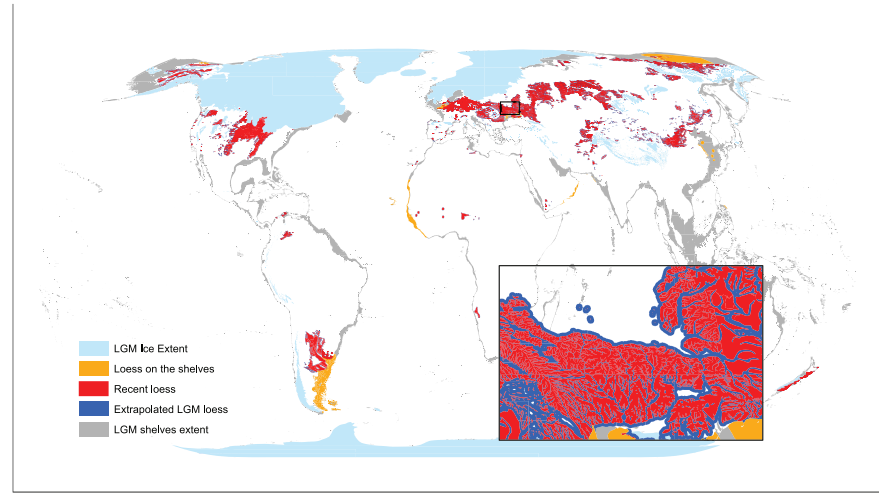 LGM Ice Extent
Loess on the shelves
Recent loess
Extrapolated LGM loess
LGM shelves extent